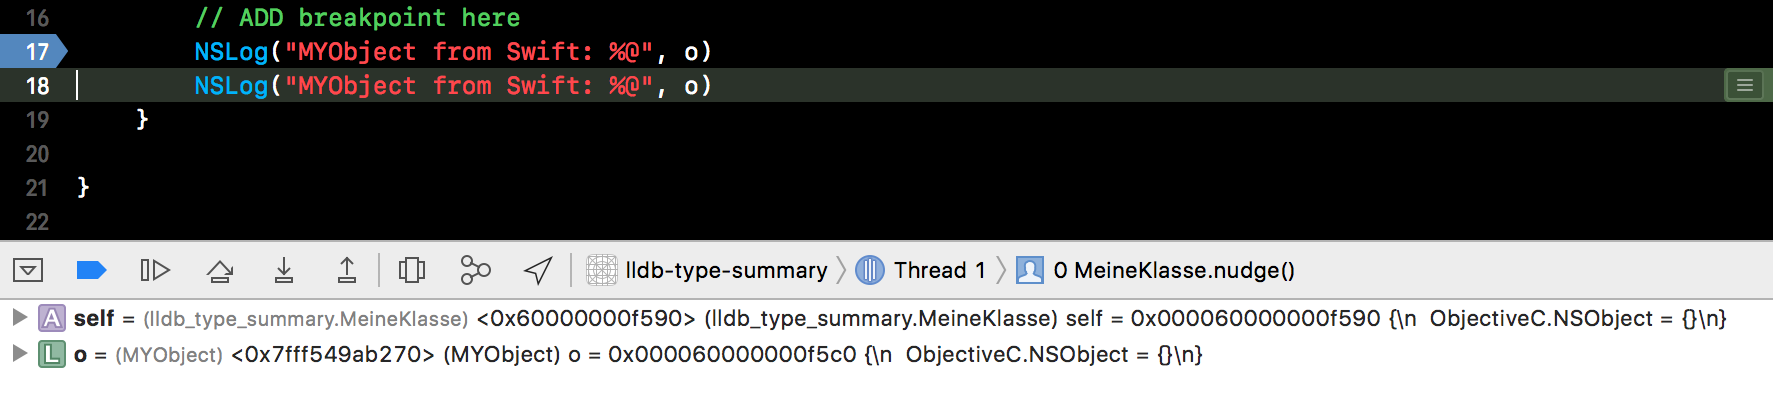 16 // ADD breakpoint here
17 NSLog("MYObject from Swift: %@", o)
18 NSLog("MYObject from Swift: %@", o)
19 }
20
21 }
22
lldb-type-summary Thread 1 0 MeineKlasse.nudge()
A self = (lldb_type_summary.MeineKlasse) <0x60000000f590> (lldb_type_summary.MeineKlasse) self = 0x000060000000f590 {\n  ObjectiveC.NSObject = {}\n}
L o = (MYObject) <0x7fff549ab270> (MYObject) o = 0x000060000000f5c0 {\n  ObjectiveC.NSObject = {}\n}